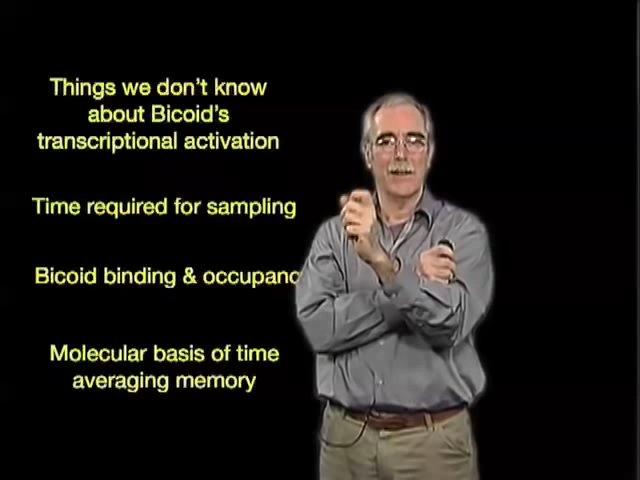 Things we don't know
about Bicoid's
transcriptional activation
Time required for sampling
Bicoid binding & occupanc
Molecular basis of time
averaging memory